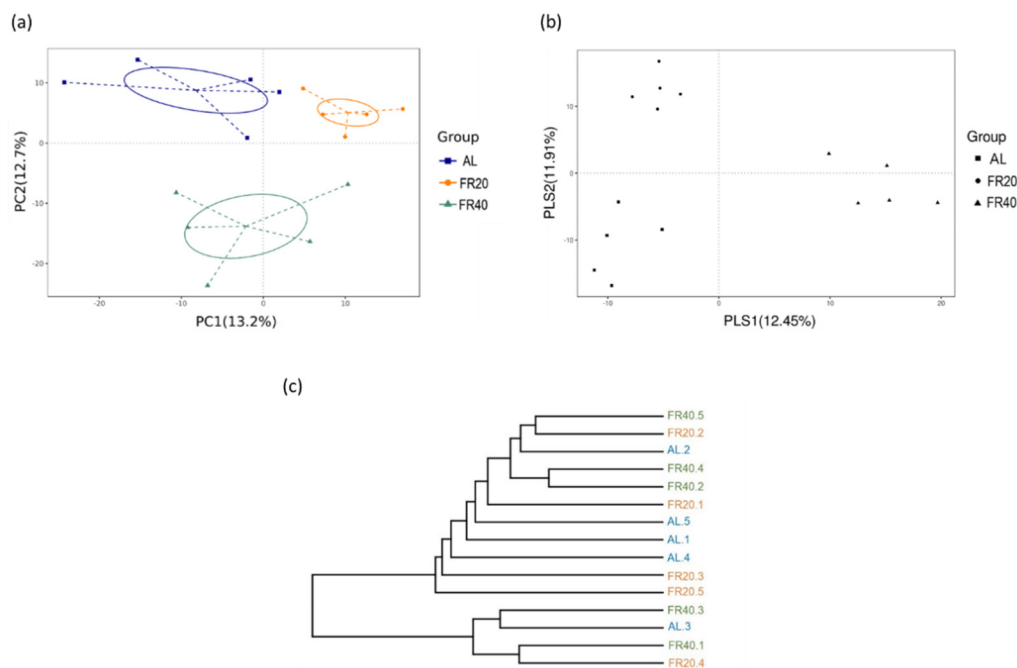 (a)
10
0
-10
-20
-20
-10
0
10
PC2(12.7%)
PC1(13.2%)
Group
AL
FR20
FR40
(b)
10
0
-10
-10
0
10
20
PLS2(11.91%)
PLS1(12.45%)
Group
AL
FR20
FR40
(c)
FR40.5
FR20.2
AL.2
FR40.4
FR40.2
FR20.1
AL.5
AL.1
AL.4
FR20.3
FR20.5
FR40.3
AL.3
FR40.1
FR20.4